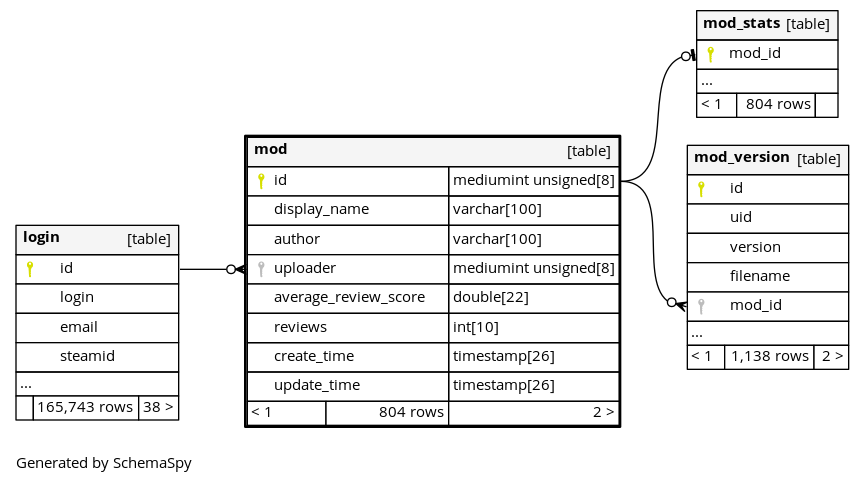 mod_stats [table]
mod_id
...
< 1 804 rows
mod [table]
id mediumint unsigned[8]
display_name varchar[100]
author varchar[100]
uploader mediumint unsigned[8]
average_review_score double[22]
reviews int[10]
create_time timestamp[26]
update_time timestamp[26]
< 1 804 rows 2 >
mod_version [table]
id
uid
version
filename
mod_id
...
< 1 1,138 rows 2 >
login [table]
id
login
email
steamid
...
165,743 rows 38 >
Generated by SchemaSpy